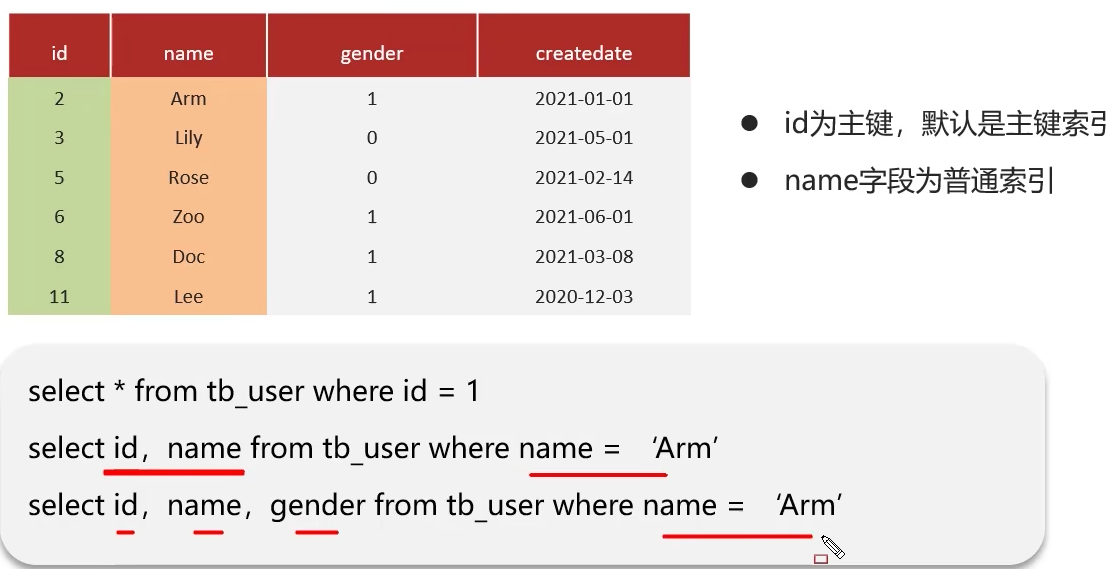 id name gender createdate
2 Arm 1 2021-01-01
3 Lily 0 2021-05-01
5 Rose 0 2021-02-14
6 Zoo 1 2021-06-01
8 Doc 1 2021-03-08
11 Lee 1 2020-12-03
● id为主键，默认是主键索引
● name字段为普通索引
select * from tb_user where id = 1
select id，name from tb_user where name = ‘Arm’
select id，name，gender from tb_user where name = ‘Arm’